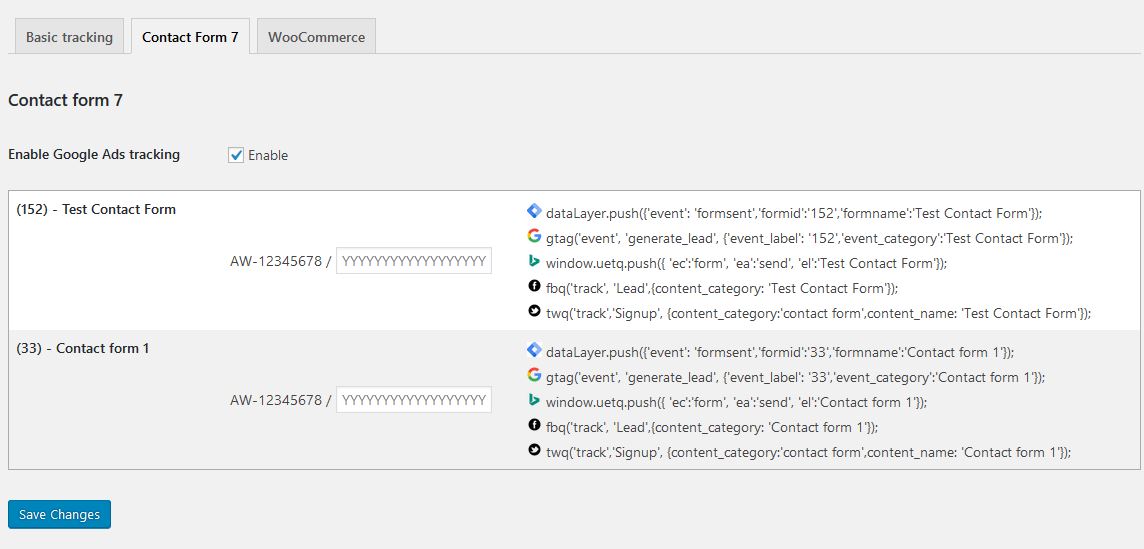 Basic tracking
Contact Form 7
WooCommerce
Contact form 7
Enable Google Ads tracking
Enable
(152) - Test Contact Form
AW-12345678 / YYYYYYYYYYYYYYYYYY
dataLayer.push({'event': 'formsent','formid':'152','formname':'Test Contact Form'});
gtag('event', 'generate_lead', {'event_label': '152','event_category':'Test Contact Form'});
window.uetq.push({ 'ec':'form', 'ea':'send', 'el':'Test Contact Form'});
fbq('track', 'Lead',{content_category: 'Test Contact Form'});
twq('track','Signup', {content_category:'contact form',content_name: 'Test Contact Form'});
(33) - Contact form 1
AW-12345678 / YYYYYYYYYYYYYYYYYY
dataLayer.push({'event': 'formsent','formid':'33','formname':'Contact form 1'});
gtag('event', 'generate_lead', {'event_label': '33','event_category':'Contact form 1'});
window.uetq.push({ 'ec':'form', 'ea':'send', 'el':'Contact form 1'});
fbq('track', 'Lead',{content_category: 'Contact form 1'});
twq('track','Signup', {content_category:'contact form',content_name: 'Contact form 1'});
Save Changes